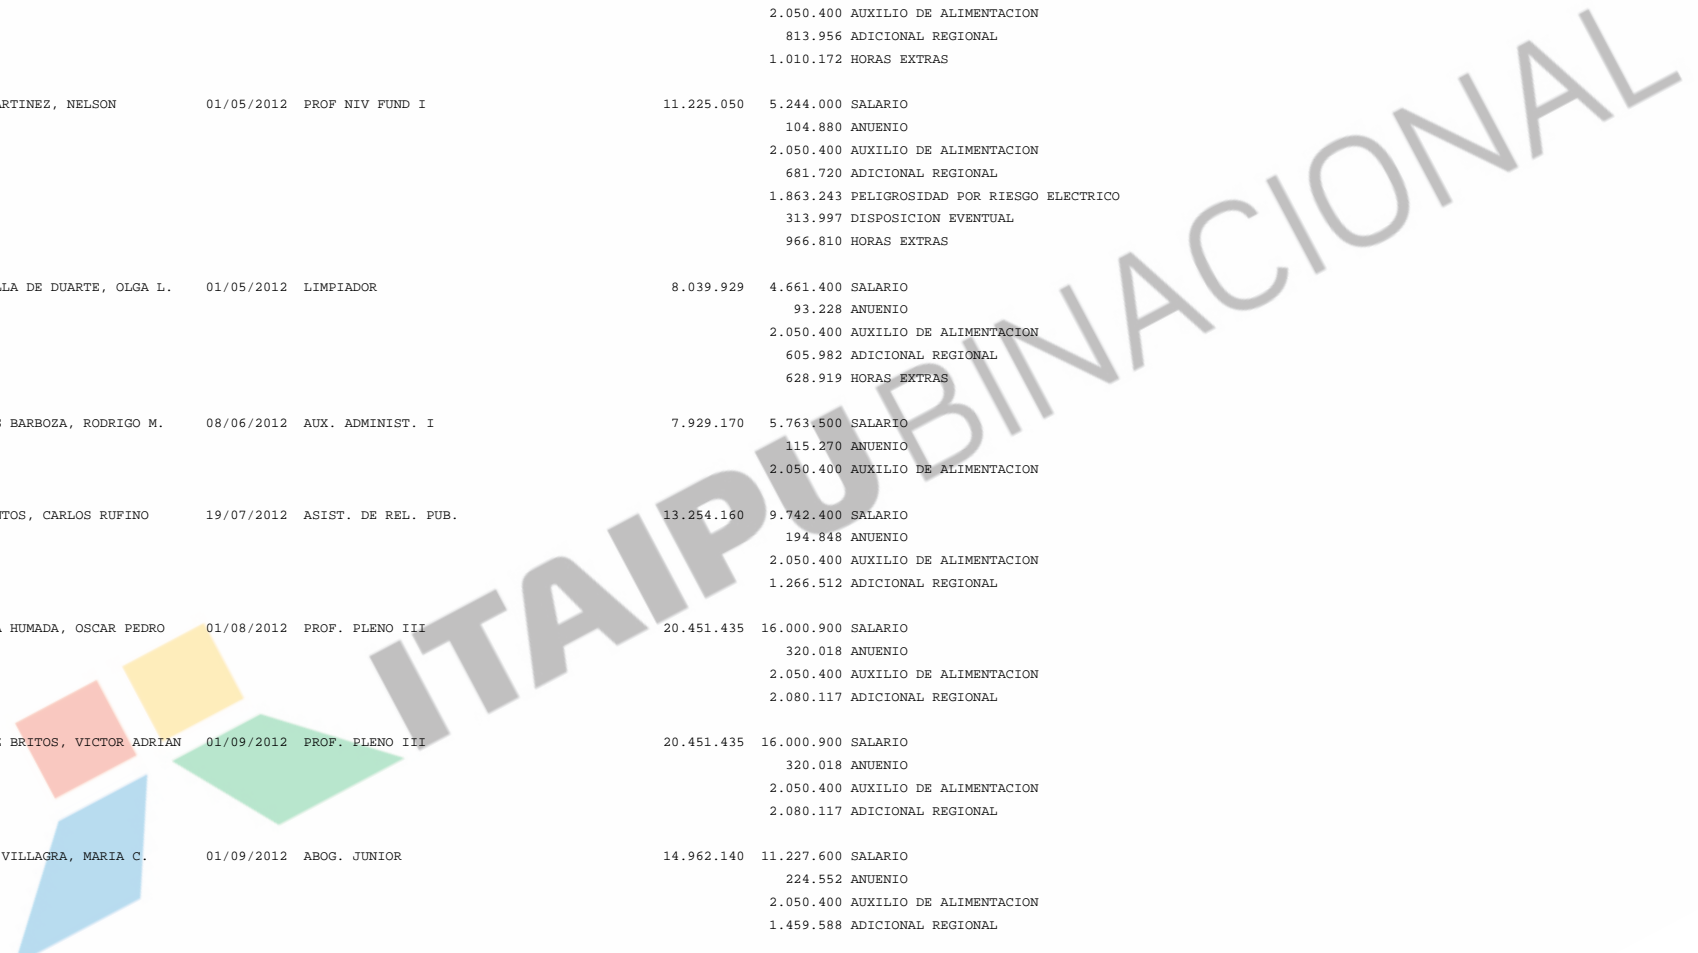 2.050.400 AUXILIO DE ALIMENTACION
813.956 ADICIONAL REGIONAL
1.010.172 HORAS EXTRAS
ARTINEZ, NELSON 01/05/2012 PROF NIV FUND I 11.225.050 5.244.000 SALARIO
104.880 ANUENIO
2.050.400 AUXILIO DE ALIMENTACION
681.720 ADICIONAL REGIONAL
1.863.243 PELIGROSIDAD POR RIESGO ELECTRICO
313.997 DISPOSICION EVENTUAL
966.810 HORAS EXTRAS
LLA DE DUARTE, OLGA L. 01/05/2012 LIMPIADOR 8.039.929 4.661.400 SALARIO
93.228 ANUENIO
2.050.400 AUXILIO DE ALIMENTACION
605.982 ADICIONAL REGIONAL
628.919 HORAS EXTRAS
BARBOZA, RODRIGO M. 08/06/2012 AUX. ADMINIST. I 7.929.170 5.763.500 SALARIO
115.270 ANUENIO
2.050.400 AUXILIO DE ALIMENTACION
TOS, CARLOS RUFINO 19/07/2012 ASIST. DE REL. PUB. 13.254.160 9.742.400 SALARIO
194.848 ANUENIO
2.050.400 AUXILIO DE ALIMENTACION
1.266.512 ADICIONAL REGIONAL
HUMADA, OSCAR PEDRO 01/08/2012 PROF. PLENO III 20.451.435 16.000.900 SALARIO
320.018 ANUENIO
2.050.400 AUXILIO DE ALIMENTACION
2.080.117 ADICIONAL REGIONAL
BRITOS, VICTOR ADRIAN 01/09/2012 PROF. PLENO III 20.451.435 16.000.900 SALARIO
320.018 ANUENIO
2.050.400 AUXILIO DE ALIMENTACION
2.080.117 ADICIONAL REGIONAL
VILLAGRA, MARIA C. 01/09/2012 ABOG. JUNIOR 14.962.140 11.227.600 SALARIO
224.552 ANUENIO
2.050.400 AUXILIO DE ALIMENTACION
1.459.588 ADICIONAL REGIONAL
ITAIPU BINACIONAL